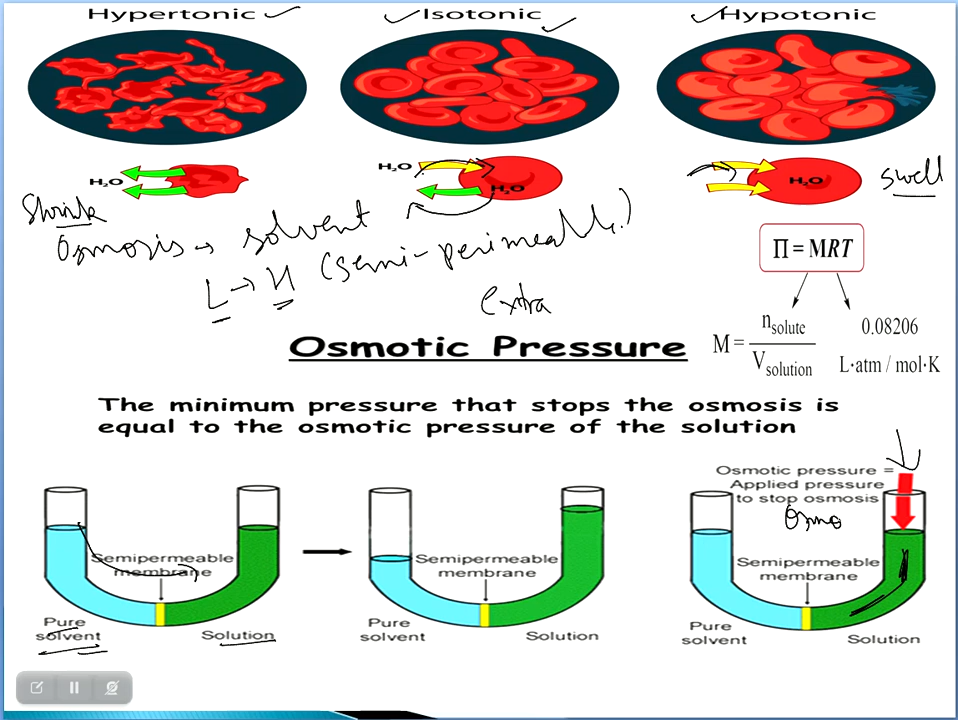 Hypertonic
Isotonic
Hypotonic
H₂O
H₂O
H₂O
H₂O
Shrink
swell
Osmosis → solvent
L → H (semi-perimeable)
extra
Π = MRT
M = n solute / V solution
0.08206
L·atm / mol·K
Osmotic Pressure
The minimum pressure that stops the osmosis is
equal to the osmotic pressure of the solution
Osmotic pressure =
Applied pressure
to stop osmosis
Osmo
Semipermeable
membrane
Pure
solvent
Solution
Semipermeable
membrane
Pure
solvent
Solution
Semipermeable
membrane
Pure
solvent
Solution